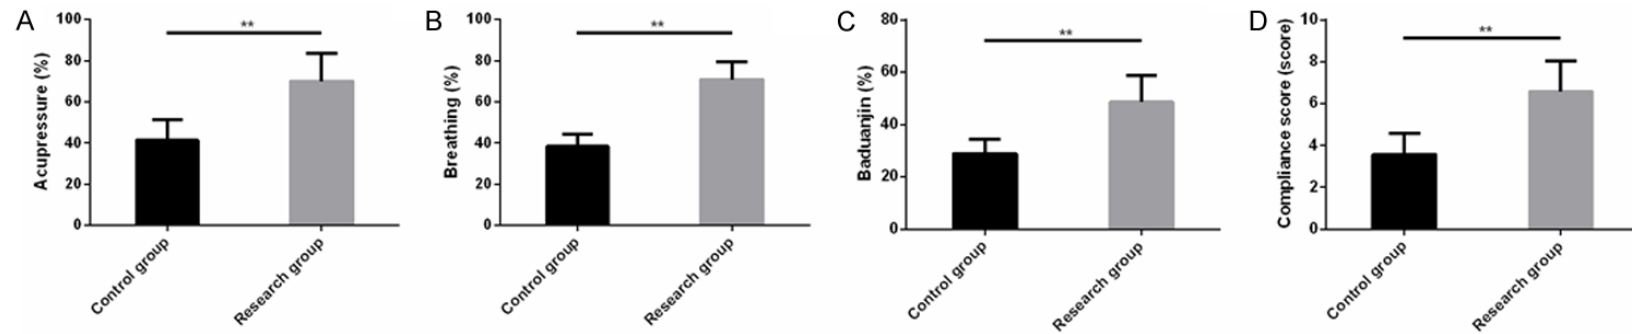 A
Acupressure (%)
100
80
60
40
20
0
**
Control group
Research group
B
Breathing (%)
100
80
60
40
20
0
**
Control group
Research group
C
Baduanjin (%)
80
60
40
20
0
**
Control group
Research group
D
Compliance score (score)
10
8
6
4
2
0
**
Control group
Research group